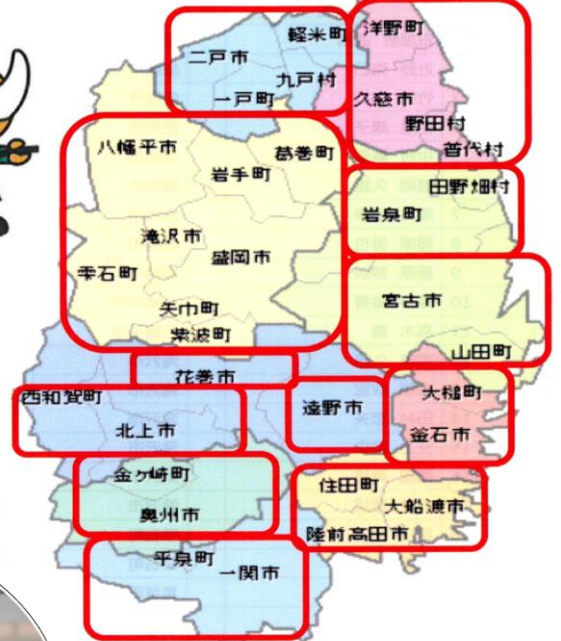 軽米町
洋野町
二戸市
九戸村
一戸町
久慈市
野田村
普代村
八幡平市
葛巻町
岩手町
田野畑村
岩泉町
滝沢市
盛岡市
雫石町
宮古市
矢巾町
紫波町
山田町
花巻市
西和賀町
大槌町
遠野市
北上市
釜石市
金ヶ崎町
住田町
大船渡市
奥州市
陸前高田市
平泉町
一関市